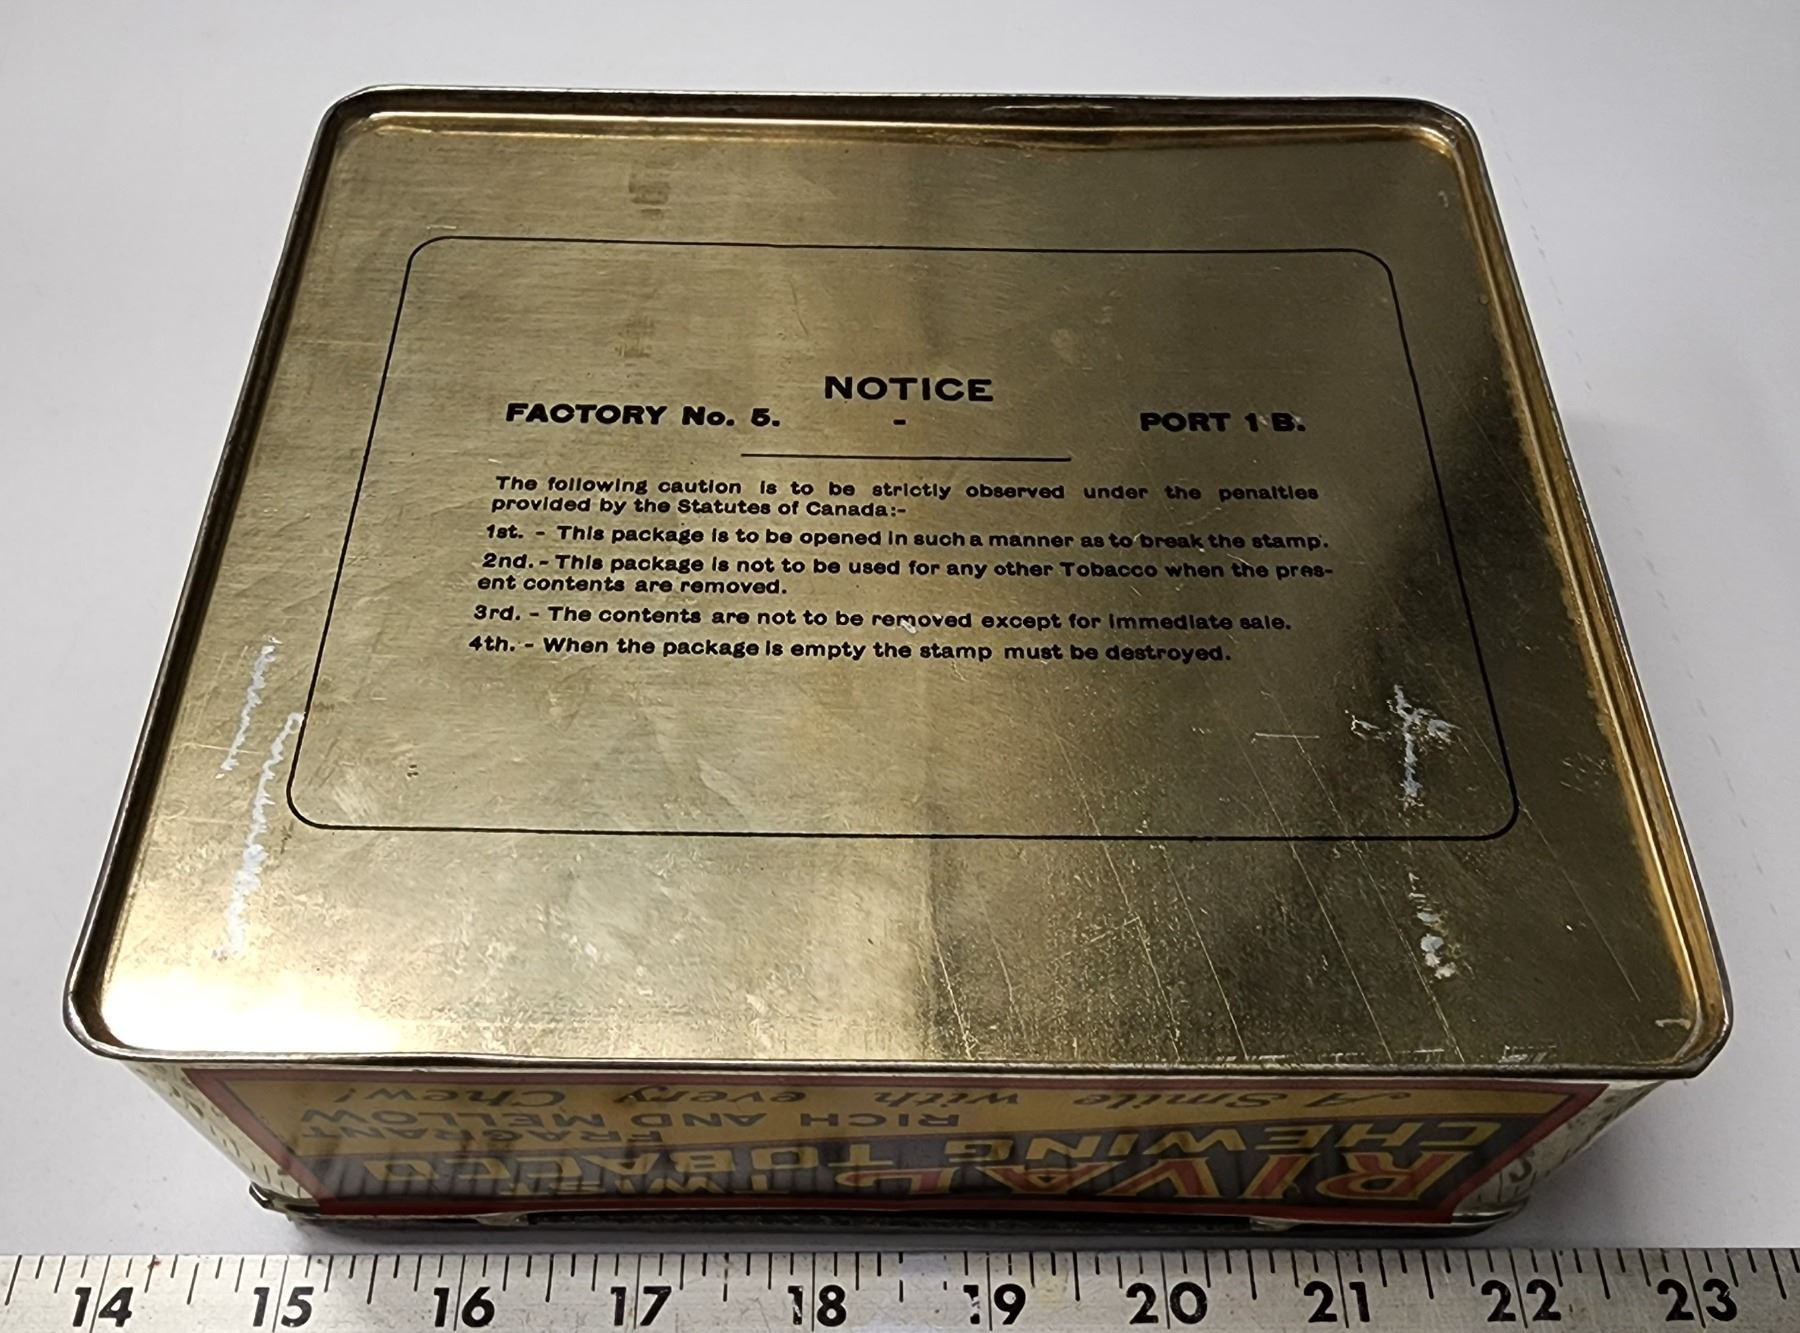 NOTICE
FACTORY No. 5. - PORT 1 B.
The following caution is to be strictly observed under the penalties
provided by the Statutes of Canada:-
1st. - This package is to be opened in such a manner as to break the stamp.
2nd. - This package is not to be used for any other Tobacco when the pres-
ent contents are removed.
3rd. - The contents are not to be removed except for immediate sale.
4th. - When the package is empty the stamp must be destroyed.
A Smile with every Chew!
RICH AND MELLOW
FRAGRANT
CHEWING TOBACCO
RIVAL TWIST
14 15 16 17 18 19 20 21 22 23